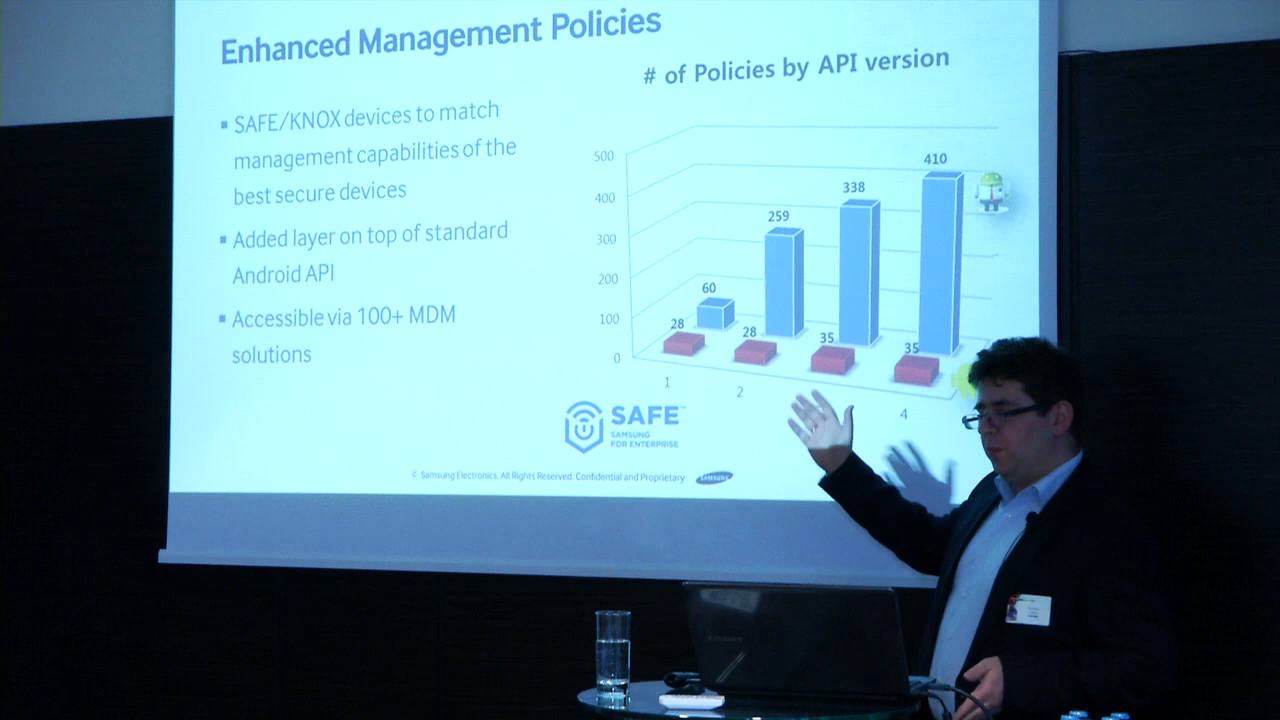 Enhanced Management Policies
▪ SAFE/KNOX devices to match
management capabilities of the
best secure devices
▪ Added layer on top of standard
Android API
▪ Accessible via 100+ MDM
solutions
# of Policies by API version
500
400
300
200
100
0
60
259
338
410
28
28
35
35
1
2
4
SAFE™
SAMSUNG
FOR ENTERPRISE
© Samsung Electronics. All Rights Reserved. Confidential and Proprietary
SAMSUNG